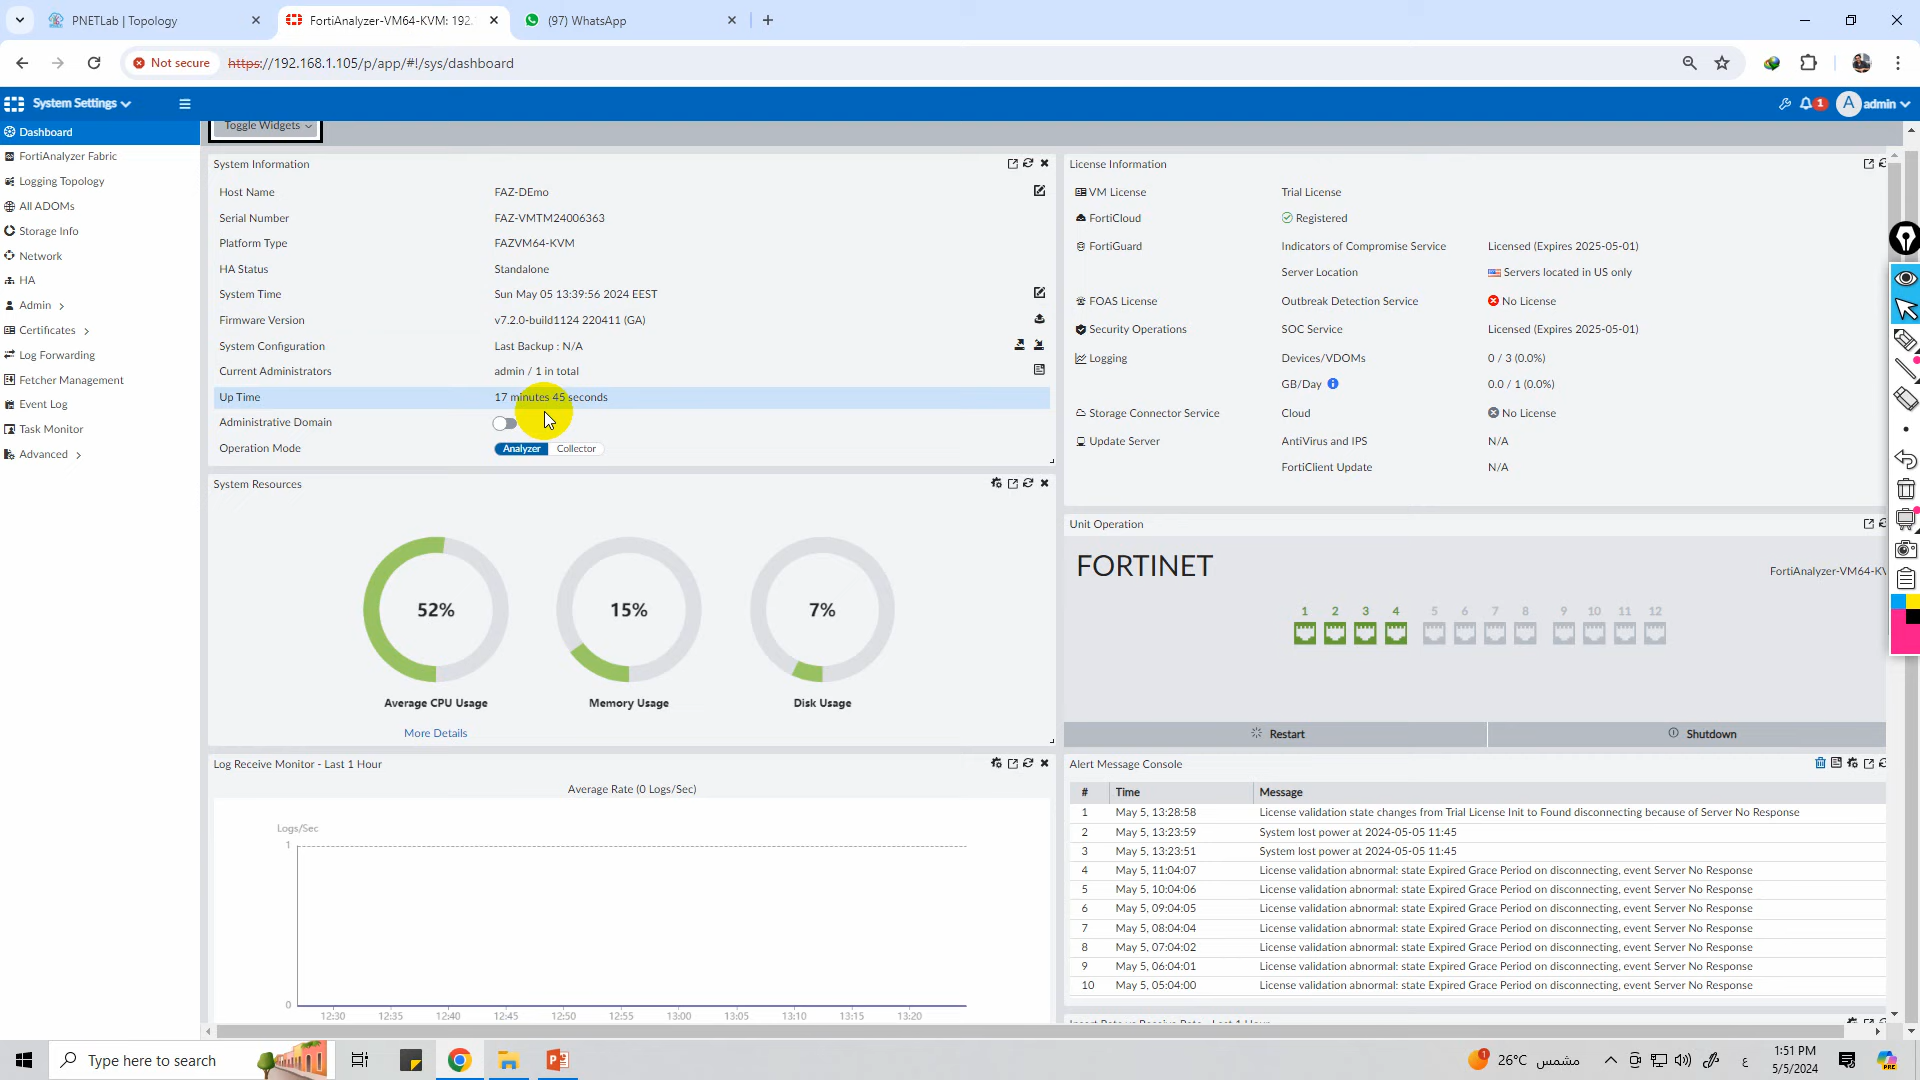 PNETLab | Topology
FortiAnalyzer-VM64-KVM: 192.
(97) WhatsApp
Not secure
https://192.168.1.105/p/app/#!/sys/dashboard
System Settings
1
A
admin
Dashboard
FortiAnalyzer Fabric
Logging Topology
All ADOMs
Storage Info
Network
HA
Admin
Certificates
Log Forwarding
Fetcher Management
Event Log
Task Monitor
Advanced
Toggle Widgets
System Information
Host Name FAZ-DEmo
Serial Number FAZ-VMTM24006363
Platform Type FAZVM64-KVM
HA Status Standalone
System Time Sun May 05 13:39:56 2024 EEST
Firmware Version v7.2.0-build1124 220411 (GA)
System Configuration Last Backup : N/A
Current Administrators admin / 1 in total
Up Time 17 minutes 45 seconds
Administrative Domain
Operation Mode Analyzer Collector
License Information
VM License Trial License
FortiCloud Registered
FortiGuard Indicators of Compromise Service Licensed (Expires 2025-05-01)
Server Location Servers located in US only
FOAS License Outbreak Detection Service No License
Security Operations SOC Service Licensed (Expires 2025-05-01)
Logging Devices/VDOMs 0 / 3 (0.0%)
GB/Day 0.0 / 1 (0.0%)
Storage Connector Service Cloud No License
Update Server AntiVirus and IPS N/A
FortiClient Update N/A
System Resources
52% 15% 7%
Average CPU Usage Memory Usage Disk Usage
More Details
Unit Operation
FORTINET
FortiAnalyzer-VM64-KV
1 2 3 4 5 6 7 8 9 10 11 12
Restart Shutdown
Log Receive Monitor - Last 1 Hour
Average Rate (0 Logs/Sec)
Logs/Sec
1
0
12:30 12:35 12:40 12:45 12:50 12:55 13:00 13:05 13:10 13:15 13:20
Alert Message Console
# Time Message
1 May 5, 13:28:58 License validation state changes from Trial License Init to Found disconnecting because of Server No Response
2 May 5, 13:23:59 System lost power at 2024-05-05 11:45
3 May 5, 13:23:51 System lost power at 2024-05-05 11:45
4 May 5, 11:04:07 License validation abnormal: state Expired Grace Period on disconnecting, event Server No Response
5 May 5, 10:04:06 License validation abnormal: state Expired Grace Period on disconnecting, event Server No Response
6 May 5, 09:04:05 License validation abnormal: state Expired Grace Period on disconnecting, event Server No Response
7 May 5, 08:04:04 License validation abnormal: state Expired Grace Period on disconnecting, event Server No Response
8 May 5, 07:04:02 License validation abnormal: state Expired Grace Period on disconnecting, event Server No Response
9 May 5, 06:04:01 License validation abnormal: state Expired Grace Period on disconnecting, event Server No Response
10 May 5, 05:04:00 License validation abnormal: state Expired Grace Period on disconnecting, event Server No Response
Type here to search
1
26°C مشمس
ع
1:51 PM
5/5/2024
PRE